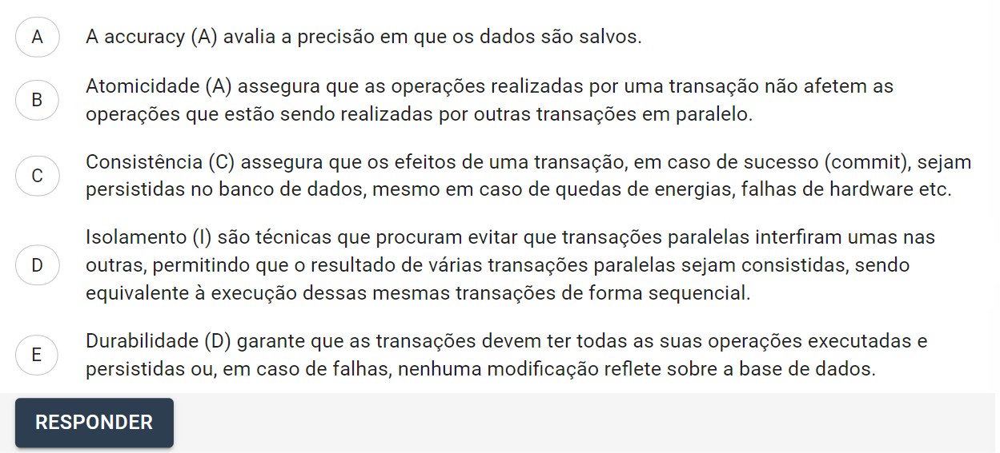 A
A accuracy (A) avalia a precisão em que os dados são salvos.
B
Atomicidade (A) assegura que as operações realizadas por uma transação não afetem as
operações que estão sendo realizadas por outras transações em paralelo.
C
Consistência (C) assegura que os efeitos de uma transação, em caso de sucesso (commit), sejam
persistidas no banco de dados, mesmo em caso de quedas de energias, falhas de hardware etc.
D
Isolamento (I) são técnicas que procuram evitar que transações paralelas interfiram umas nas
outras, permitindo que o resultado de várias transações paralelas sejam consistidas, sendo
equivalente à execução dessas mesmas transações de forma sequencial.
E
Durabilidade (D) garante que as transações devem ter todas as suas operações executadas e
persistidas ou, em caso de falhas, nenhuma modificação reflete sobre a base de dados.
RESPONDER